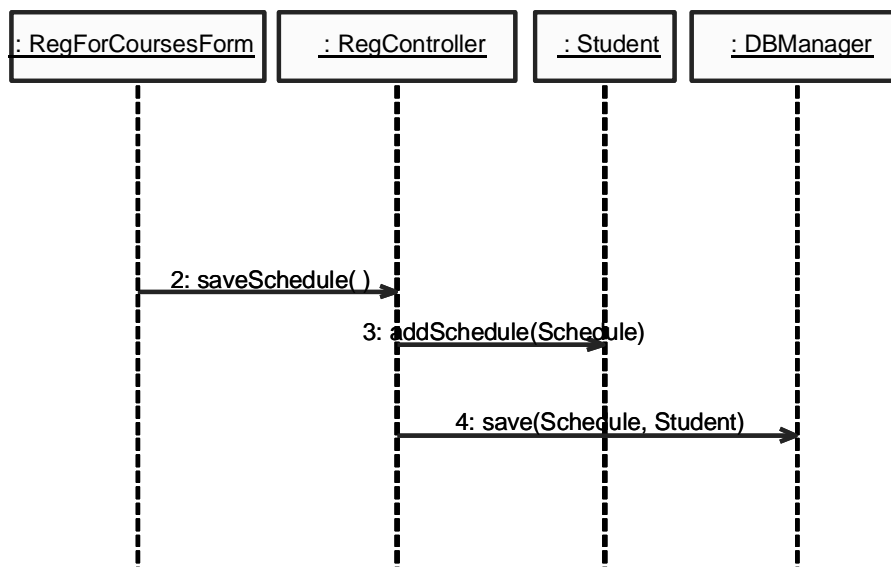 : RegForCoursesForm
: RegController
: Student
: DBManager
2: saveSchedule( )
3: addSchedule(Schedule)
4: save(Schedule, Student)